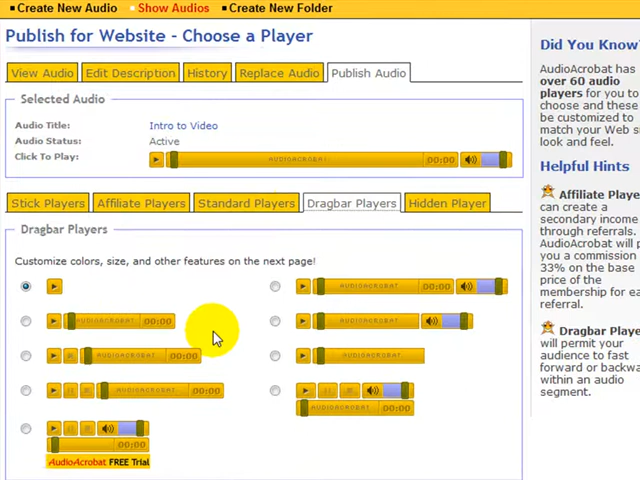 Create New Audio Show Audios Create New Folder
Publish for Website - Choose a Player
View Audio Edit Description History Replace Audio Publish Audio
Selected Audio
Audio Title: Intro to Video
Audio Status: Active
Click To Play: AUDIOACROBAT 00:00
Stick Players Affiliate Players Standard Players Dragbar Players Hidden Player
Dragbar Players
Customize colors, size, and other features on the next page!
AUDIOACROBAT 00:00
AUDIOACROBAT 00:00 AUDIOACROBAT
AUDIOACROBAT 00:00 AUDIOACROBAT
AUDIOACROBAT 00:00
AUDIOACROBAT 00:00
00:00
AudioAcrobat FREE Trial
Did You Know
AudioAcrobat has
over 60 audio
players for you to
choose and these
be customized to
match your Web si
look and feel.
Helpful Hints
Affiliate Playe
can create a
secondary income
through referrals.
AudioAcrobat will p
you a commission
33% on the base
price of the
membership for ea
referral.
Dragbar Playe
will permit your
audience to fast
forward or backwa
within an audio
segment.